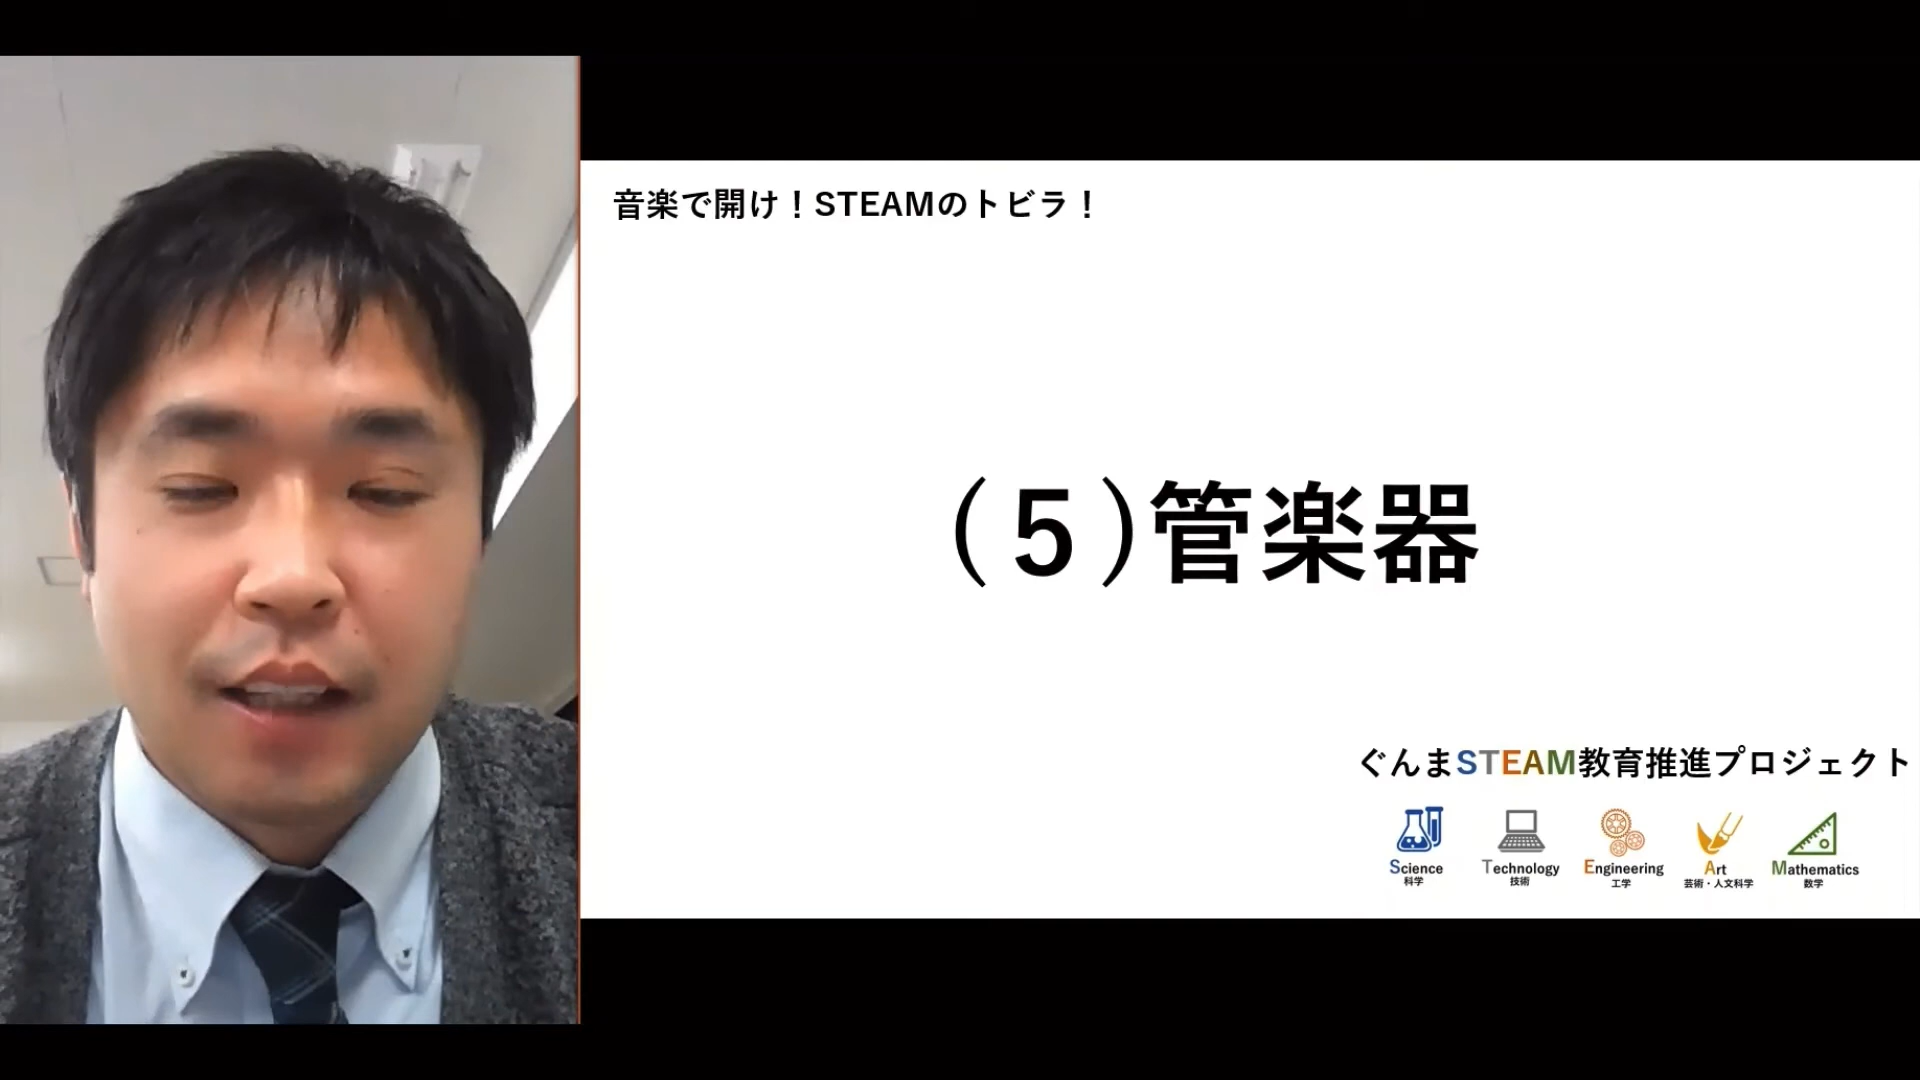 音楽で開け！STEAMのトビラ！
（５）管楽器
ぐんまSTEAM教育推進プロジェクト
Science Technology Engineering Art Mathematics
科学 技術 工学 芸術・人文科学 数学